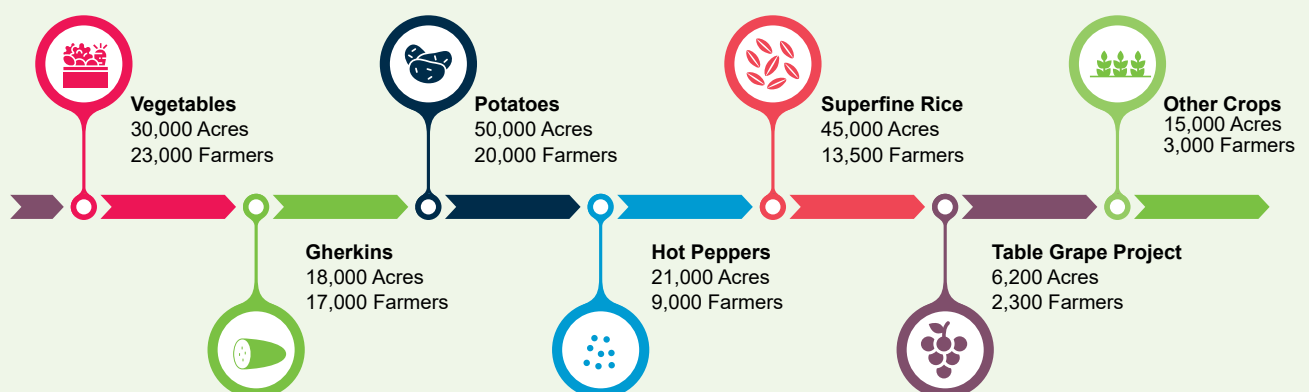 Vegetables
30,000 Acres
23,000 Farmers
Gherkins
18,000 Acres
17,000 Farmers
Potatoes
50,000 Acres
20,000 Farmers
Hot Peppers
21,000 Acres
9,000 Farmers
Superfine Rice
45,000 Acres
13,500 Farmers
Table Grape Project
6,200 Acres
2,300 Farmers
Other Crops
15,000 Acres
3,000 Farmers